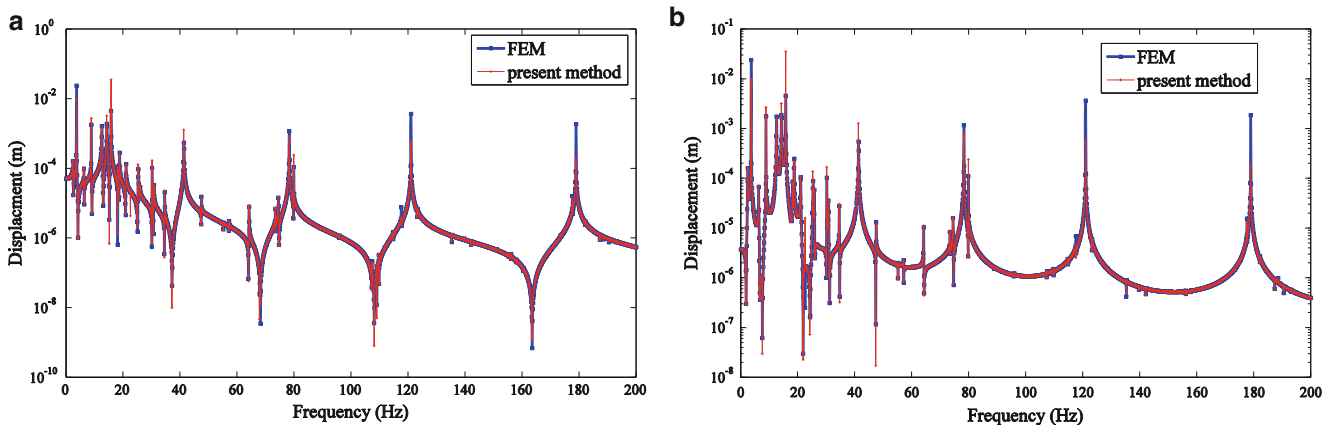 a
10^0
10^-2
10^-4
10^-6
10^-8
10^-10
Displacment (m)
0 20 40 60 80 100 120 140 160 180 200
Frequency (Hz)
FEM
present method
b
10^-1
10^-2
10^-3
10^-4
10^-5
10^-6
10^-7
10^-8
Displacement (m)
0 20 40 60 80 100 120 140 160 180 200
Frequency (Hz)
FEM
present method